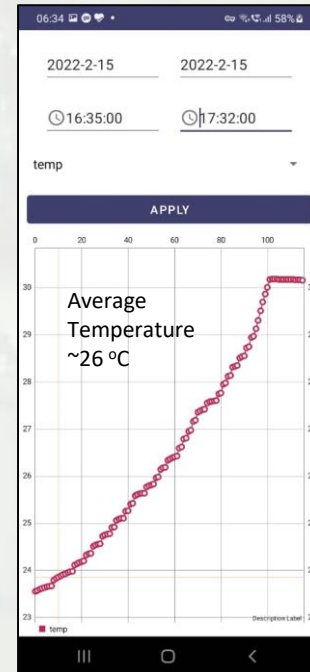 06:34 58%
2022-2-15 2022-2-15
16:35:00 17:32:00
temp
APPLY
0 20 40 60 80 100
30
29
28
27
26
25
24
23
Average
Temperature
~26 °C
Description Label
temp